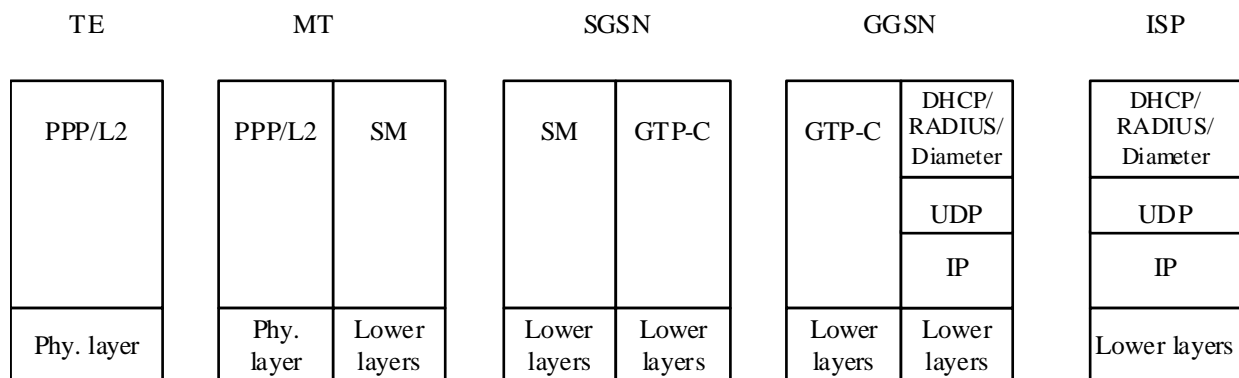 TE
MT
SGSN
GGSN
ISP
PPP/L2
Phy. layer
PPP/L2
SM
Phy.
layer
Lower
layers
SM
GTP-C
Lower
layers
Lower
layers
GTP-C
DHCP/
RADIUS/
Diameter
UDP
IP
Lower
layers
Lower
layers
DHCP/
RADIUS/
Diameter
UDP
IP
Lower layers